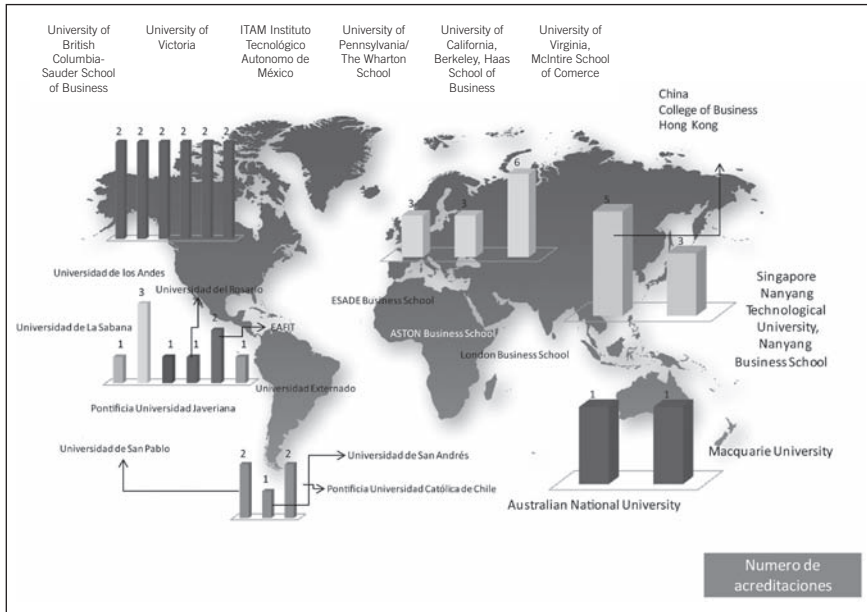 University of
British
Columbia-
Sauder School
of Business
University of
Victoria
ITAM Instituto
Tecnológico
Autonomo de
México
University of
Pennsylvania/
The Wharton
School
University of
California,
Berkeley, Haas
School of
Business
University of
Virginia,
McIntire School
of Comerce
China
College of Business
Hong Kong
2 2 2 2 2 2
3 3 6
5 3
Universidad de los Andes
Universidad del Rosario
3
Universidad de La Sabana
2
EAFIT
1 1 1 1
Universidad Externado
Pontificia Universidad Javeriana
ESADE Business School
ASTON Business School
London Business School
Singapore
Nanyang
Technological
University,
Nanyang
Business School
1 1
Macquarie University
Australian National University
Universidad de San Pablo
2 1 2
Universidad de San Andrés
Pontificia Universidad Católica de Chile
Numero de
acreditaciones